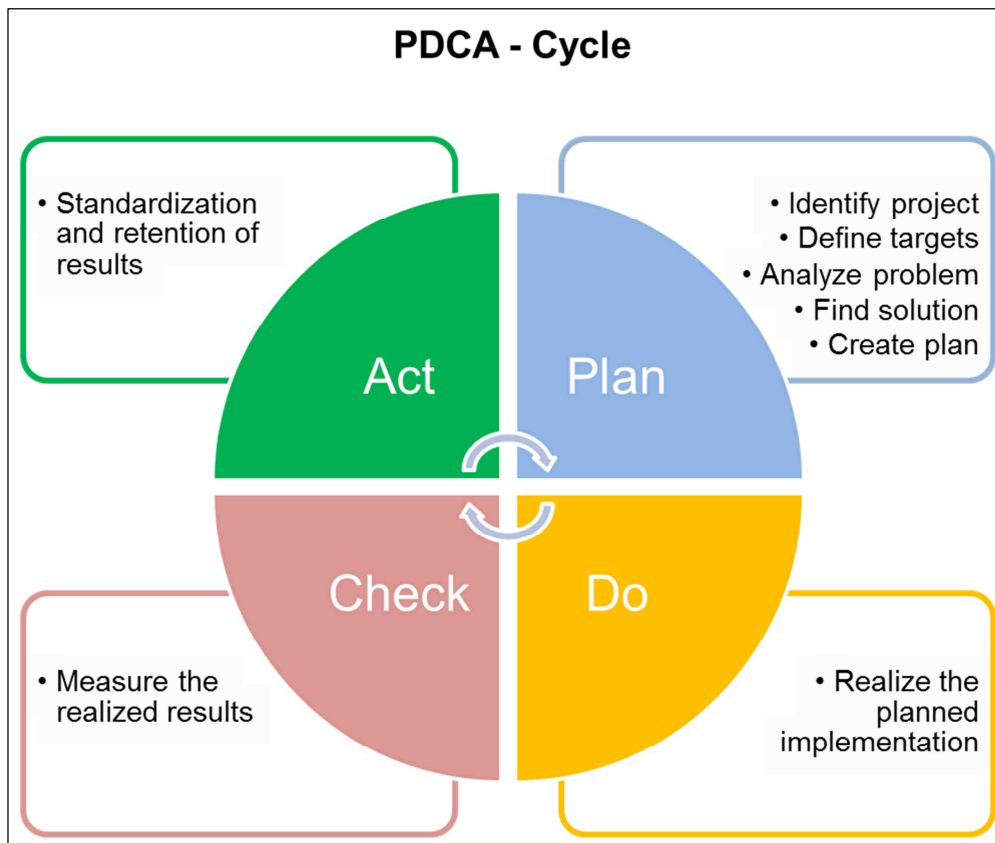 PDCA - Cycle
• Standardization
and retention of
results
• Identify project
• Define targets
• Analyze problem
• Find solution
• Create plan
Act
Plan
Check
Do
• Measure the
realized results
• Realize the
planned
implementation